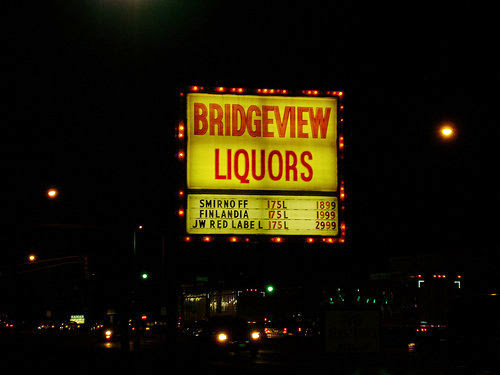 BRIDGEVIEW
LIQUORS
SMIRNOFF 175L 1899
FINLANDIA 175L 1999
JW RED LABEL 175L 2999